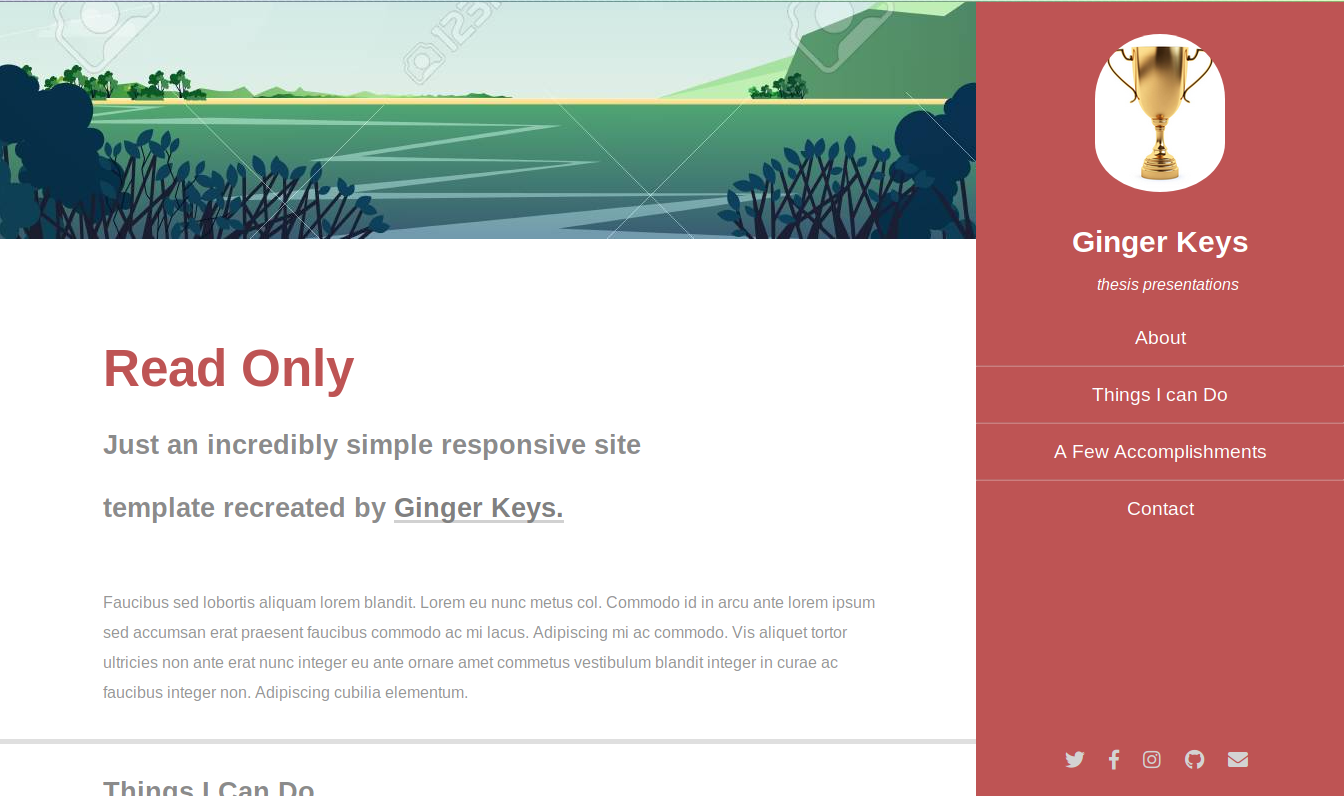 123R
Ginger Keys
thesis presentations
About
Things I can Do
A Few Accomplishments
Contact
Read Only
Just an incredibly simple responsive site
template recreated by Ginger Keys.
Faucibus sed lobortis aliquam lorem blandit. Lorem eu nunc metus col. Commodo id in arcu ante lorem ipsum
sed accumsan erat praesent faucibus commodo ac mi lacus. Adipiscing mi ac commodo. Vis aliquet tortor
ultricies non ante erat nunc integer eu ante ornare amet commetus vestibulum blandit integer in curae ac
faucibus integer non. Adipiscing cubilia elementum.
Things I Can Do